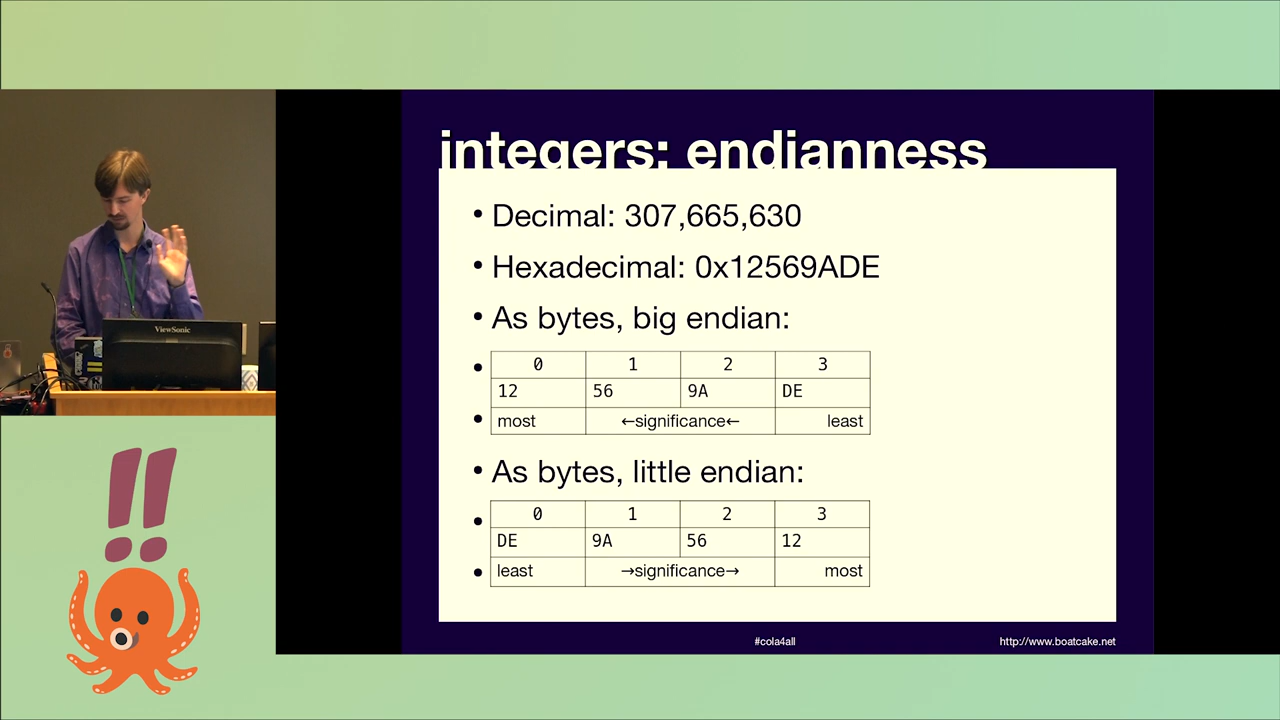 integers: endianness
• Decimal: 307,665,630
• Hexadecimal: 0x12569ADE
• As bytes, big endian:
0 1 2 3
12 56 9A DE
most ←significance← least
• As bytes, little endian:
0 1 2 3
DE 9A 56 12
least →significance→ most
#cola4all http://www.boatcake.net
ViewSonic
!!